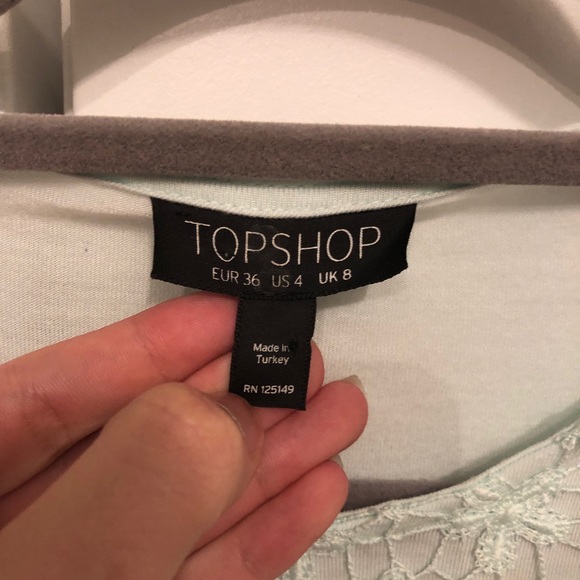 TOPSHOP
EUR 36 US 4 UK 8
Made in
Turkey
RN 125149